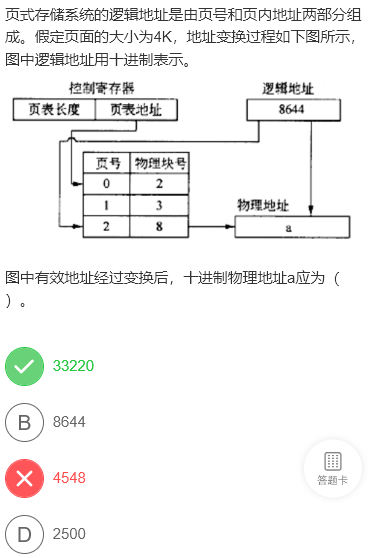 页式存储系统的逻辑地址是由页号和页内地址两部分组
成。假定页面的大小为4K，地址变换过程如下图所示，
图中逻辑地址用十进制表示。
控制寄存器 逻辑地址
页表长度 页表地址 8644
页号 物理块号
0 2
1 3 物理地址
2 8 a
图中有效地址经过变换后，十进制物理地址a应为（
）。
33220
B 8644
4548
D 2500
答题卡